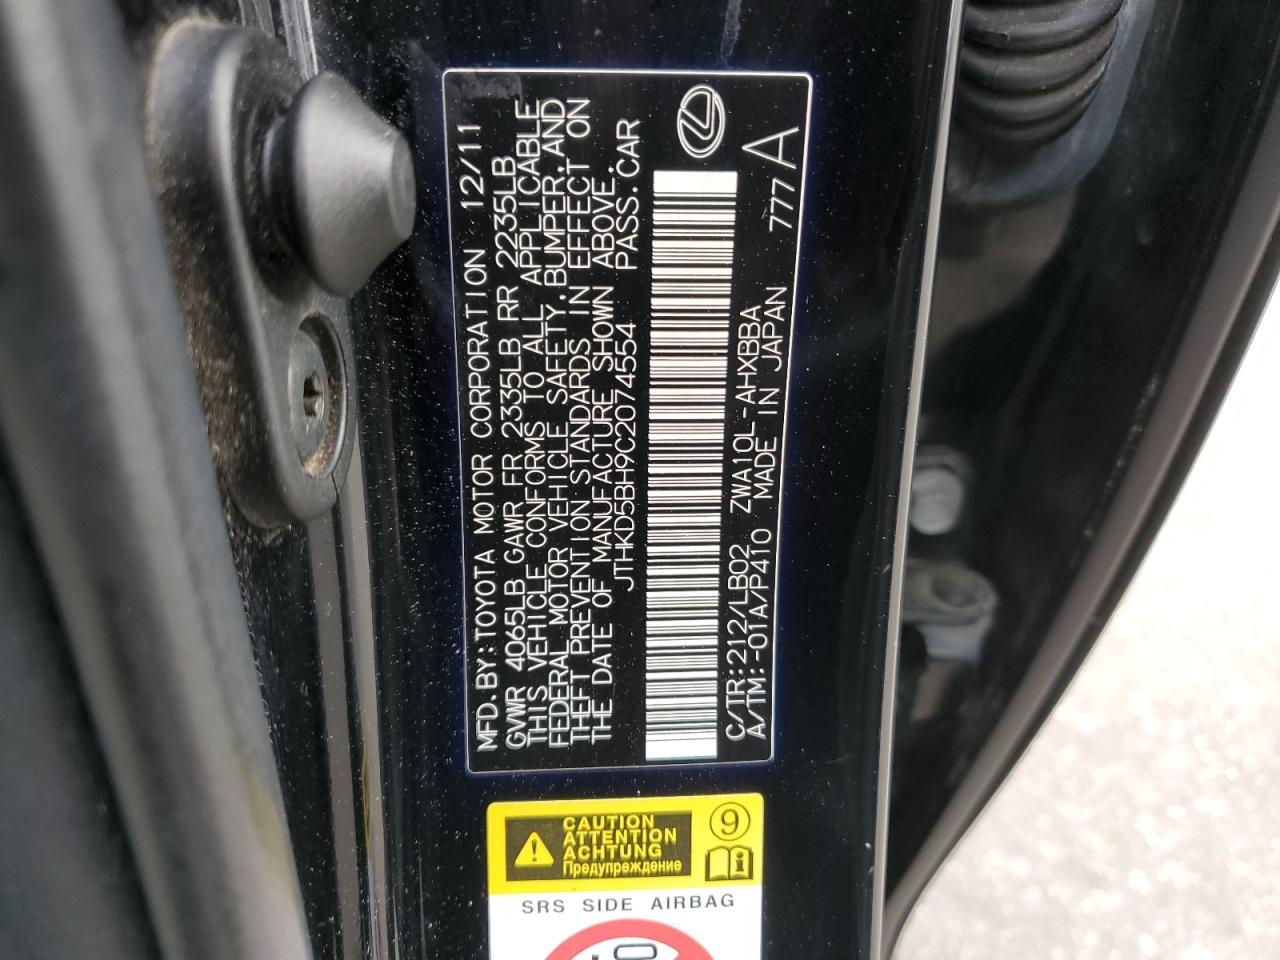 MFD.BY:TOYOTA MOTOR CORPORATION 12/11
GVWR 4065LB GAWR FR 2335LB RR 2235LB
THIS VEHICLE CONFORMS TO ALL APPLICABLE
FEDERAL MOTOR VEHICLE SAFETY.BUMPER.AND
THEFT PREVENTION STANDARDS IN EFFECT ON
THE DATE OF MANUFACTURE SHOWN ABOVE.
JTHKD5BH9C2074554 PASS.CAR
C/TR:212/LB02 ZWA10L-AHXBBA 777A
A/TM:-01A/P410 MADE IN JAPAN
CAUTION
ATTENTION
ACHTUNG
Предупреждение
9
i
SRS SIDE AIRBAG